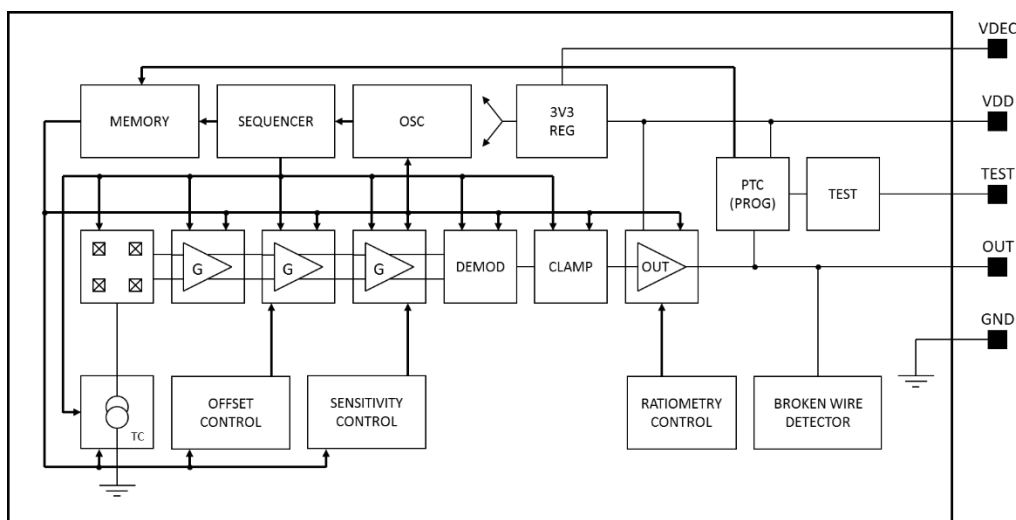 VDEC
VDD
TEST
OUT
GND
MEMORY
SEQUENCER
OSC
3V3
REG
PTC
(PROG)
TEST
G
G
G
DEMOD
CLAMP
OUT
TC
OFFSET
CONTROL
SENSITIVITY
CONTROL
RATIOMETRY
CONTROL
BROKEN WIRE
DETECTOR